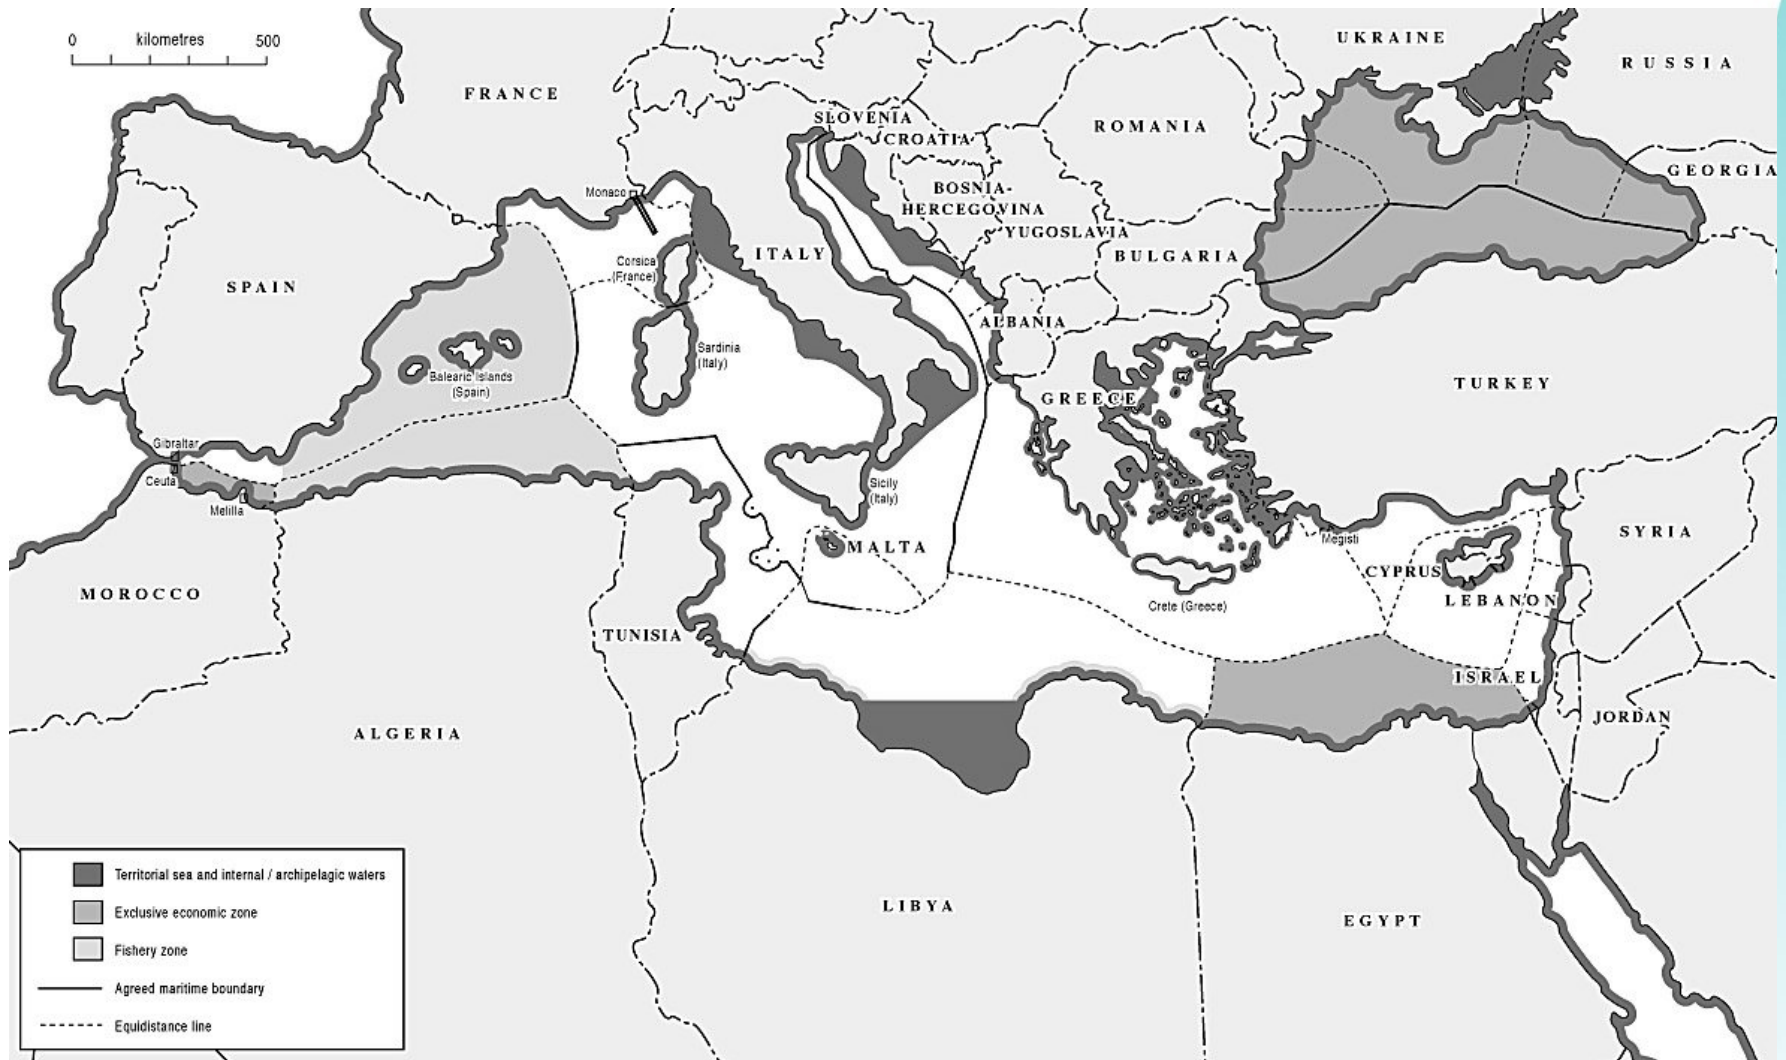 0 kilometres 500
UKRAINE
RUSSIA
FRANCE
SLOVENIA
CROATIA
ROMANIA
GEORGIA
Monaco
BOSNIA-
HERCEGOVINA
YUGOSLAVIA
ITALY
BULGARIA
Corsica
(France)
SPAIN
ALBANIA
Sardinia
(Italy)
Balearic Islands
(Spain)
TURKEY
GREECE
Gibraltar
Ceuta
Melilla
Sicily
(Italy)
MALTA
Megisti
SYRIA
CYPRUS
MOROCCO
LEBANON
Crete (Greece)
TUNISIA
ISRAEL
JORDAN
ALGERIA
LIBYA
EGYPT
Territorial sea and internal / archipelagic waters
Exclusive economic zone
Fishery zone
Agreed maritime boundary
Equidistance line